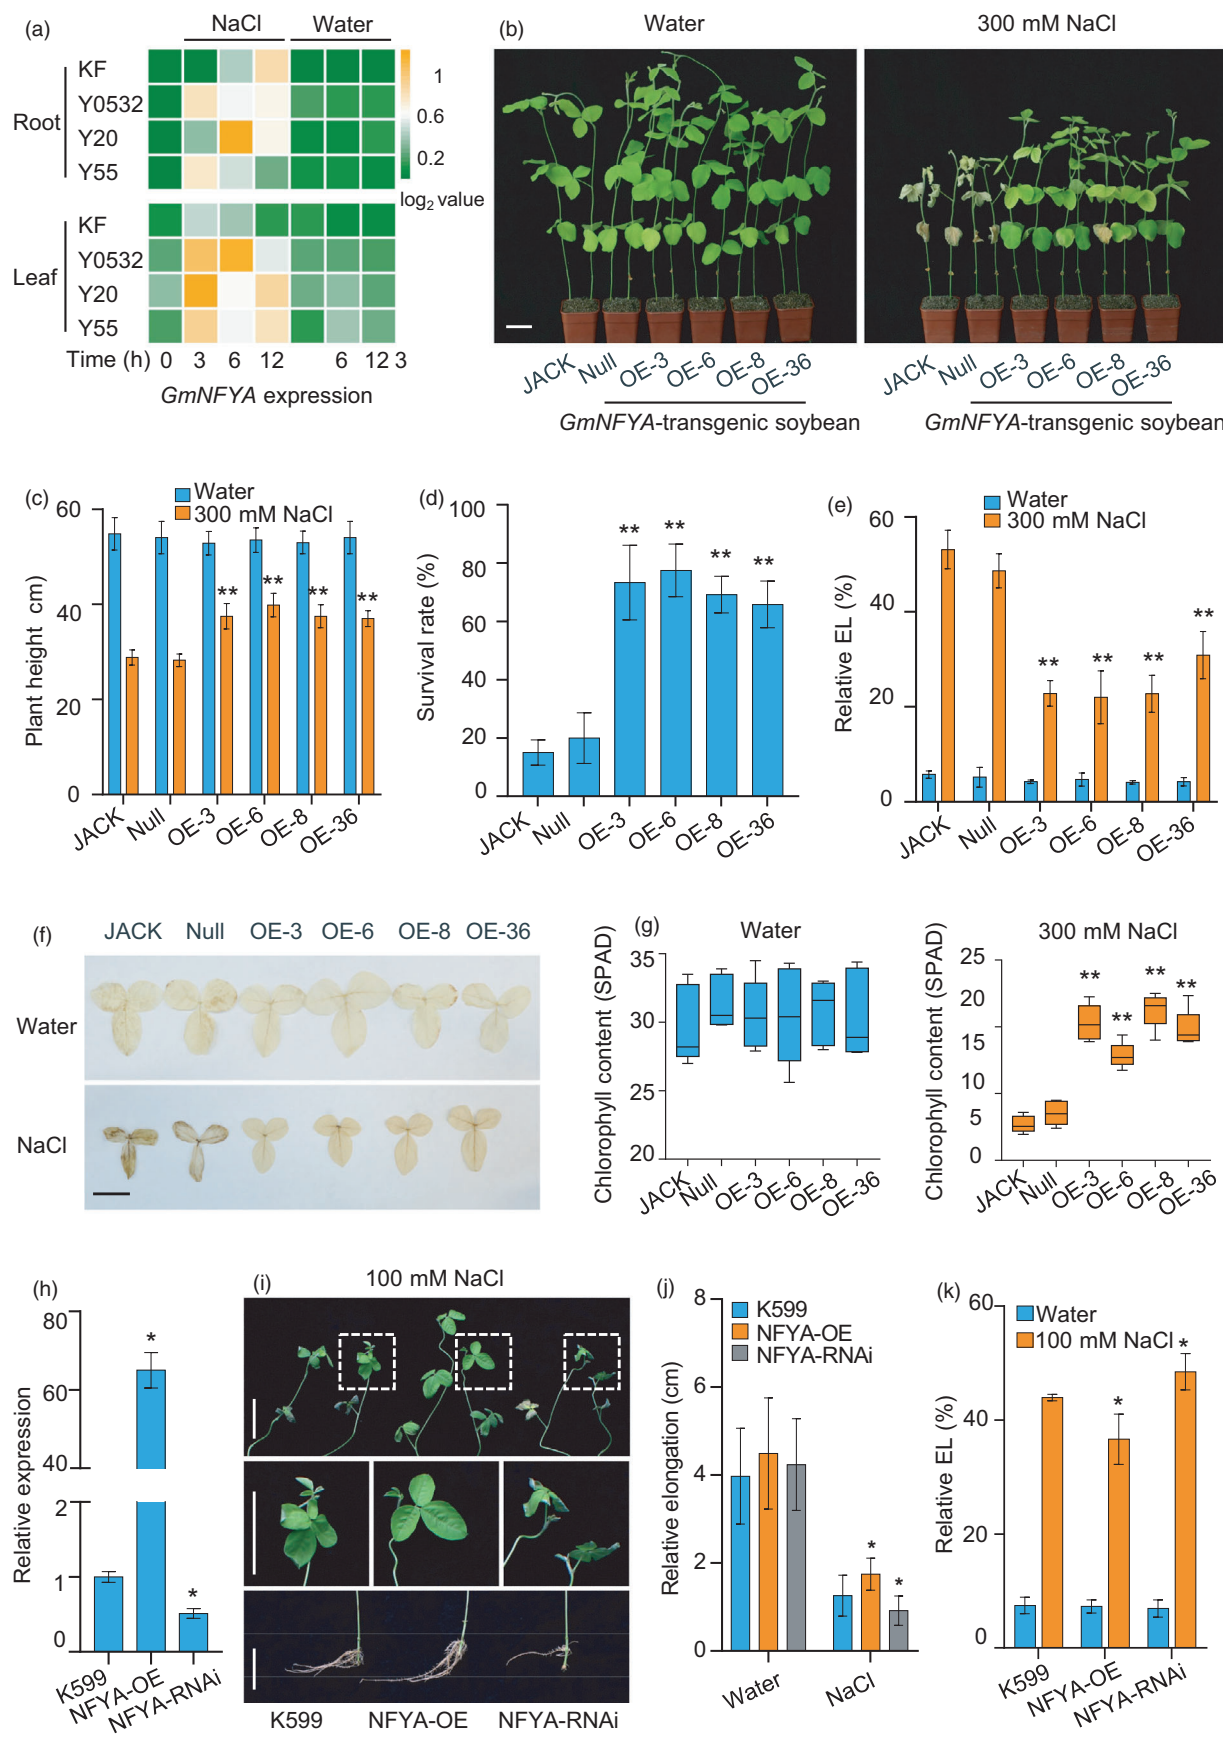 (a)
NaCl Water
Root
KF
Y0532
Y20
Y55
1
0.6
0.2
log2 value
Leaf
KF
Y0532
Y20
Y55
Time (h) 0 3 6 12 6 12 3
GmNFYA expression
(b)
Water 300 mM NaCl
JACK Null OE-3 OE-6 OE-8 OE-36
GmNFYA-transgenic soybean
JACK Null OE-3 OE-6 OE-8 OE-36
GmNFYA-transgenic soybean
(c)
Water
300 mM NaCl
Plant height cm
60
40
20
0
** ** ** **
JACK Null OE-3 OE-6 OE-8 OE-36
(d)
Survival rate (%)
100
80
60
40
20
0
** ** ** **
JACK Null OE-3 OE-6 OE-8 OE-36
(e)
Water
300 mM NaCl
Relative EL (%)
60
40
20
0
** ** ** **
JACK Null OE-3 OE-6 OE-8 OE-36
(f)
JACK Null OE-3 OE-6 OE-8 OE-36
Water
NaCl
(g)
Water
Chlorophyll content (SPAD)
35
30
25
20
JACK Null OE-3 OE-6 OE-8 OE-36
300 mM NaCl
Chlorophyll content (SPAD)
25
20
15
10
5
0
** ** ** **
JACK Null OE-3 OE-6 OE-8 OE-36
(h)
Relative expression
80
60
40
2
1
0
* *
K599 NFYA-OE NFYA-RNAi
(i)
100 mM NaCl
K599 NFYA-OE NFYA-RNAi
(j)
K599
NFYA-OE
NFYA-RNAi
Relative elongation (cm)
8
6
4
2
0
* *
Water NaCl
(k)
Water
100 mM NaCl
Relative EL (%)
60
40
20
0
* *
K599 NFYA-OE NFYA-RNAi